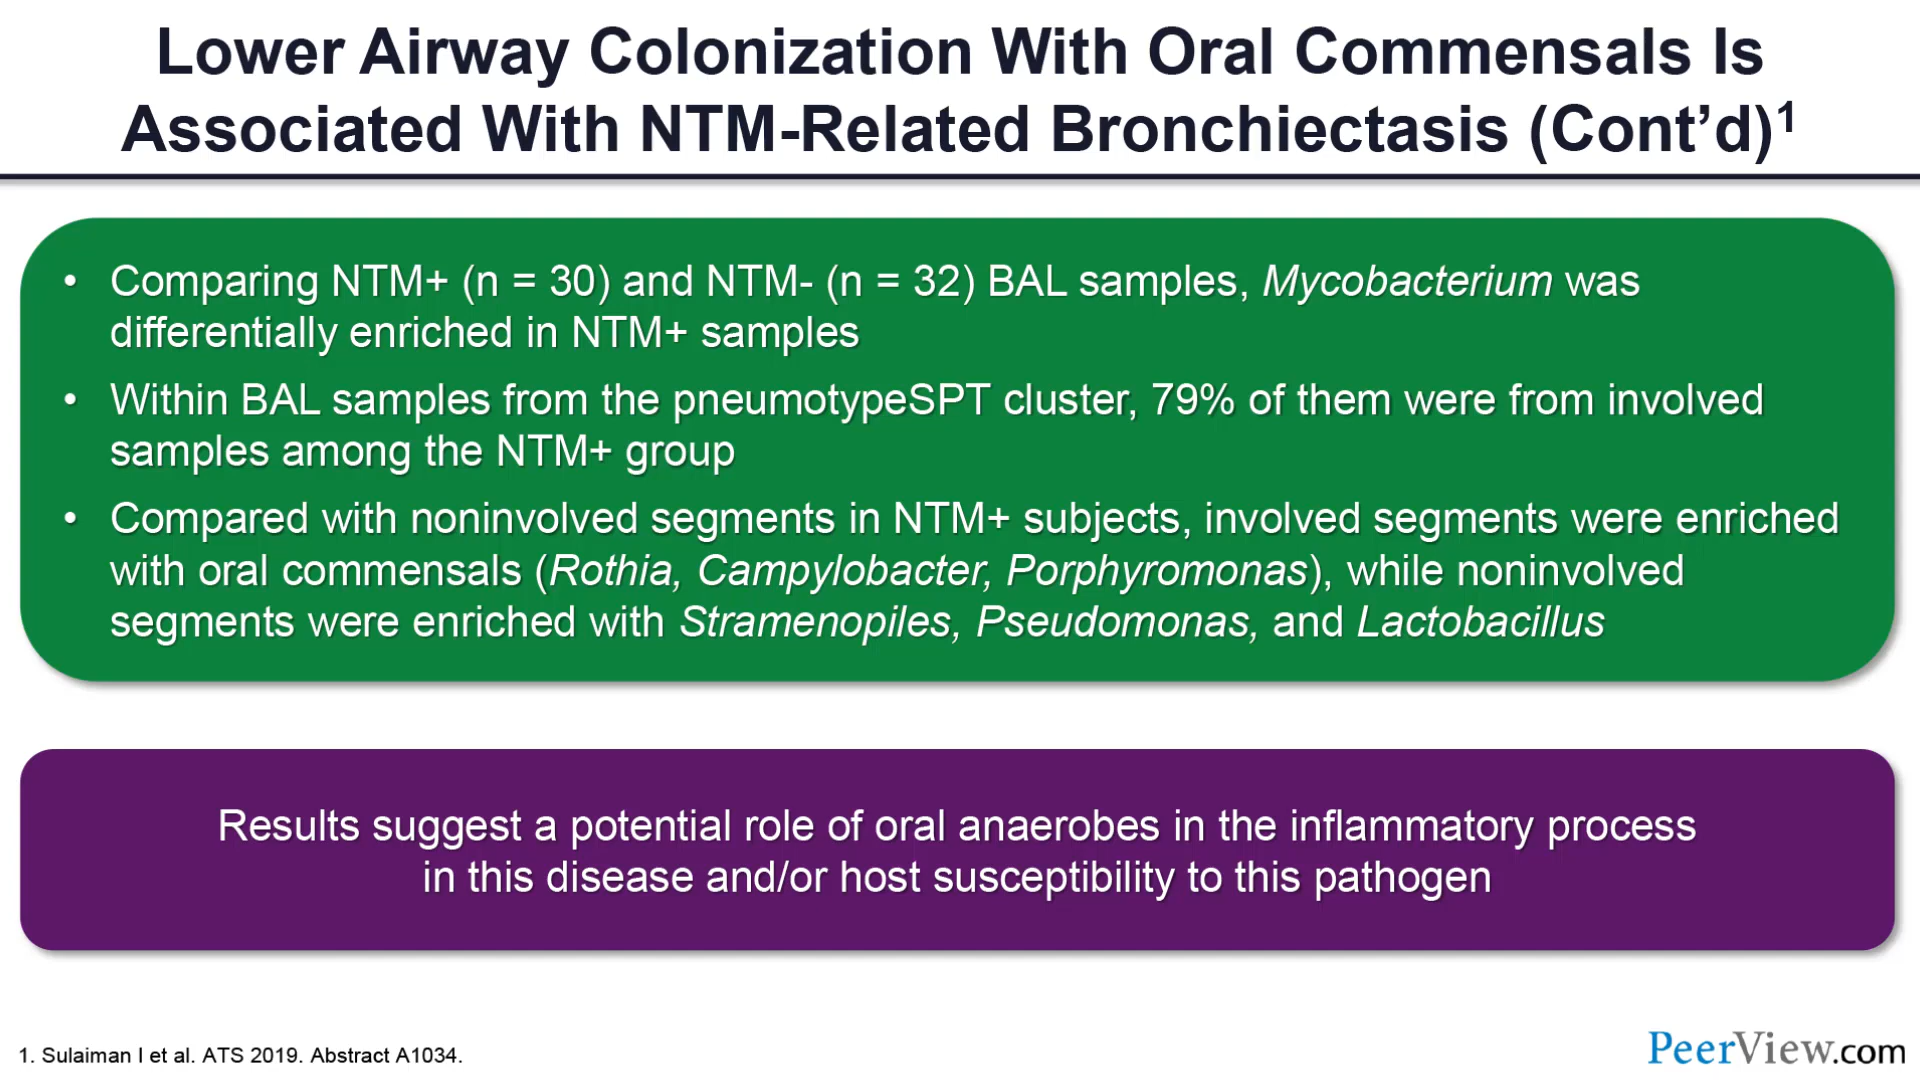 Lower Airway Colonization With Oral Commensals Is
Associated With NTM-Related Bronchiectasis (Cont’d)¹
• Comparing NTM+ (n = 30) and NTM- (n = 32) BAL samples, Mycobacterium was
differentially enriched in NTM+ samples
• Within BAL samples from the pneumotypeSPT cluster, 79% of them were from involved
samples among the NTM+ group
• Compared with noninvolved segments in NTM+ subjects, involved segments were enriched
with oral commensals (Rothia, Campylobacter, Porphyromonas), while noninvolved
segments were enriched with Stramenopiles, Pseudomonas, and Lactobacillus
Results suggest a potential role of oral anaerobes in the inflammatory process
in this disease and/or host susceptibility to this pathogen
1. Sulaiman I et al. ATS 2019. Abstract A1034.
PeerView.com